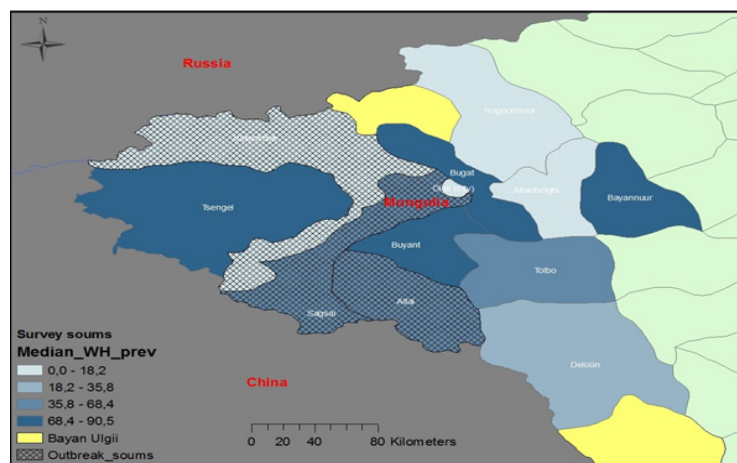 N
Russia
Nogoonnuur
Bugat
Mongolia
Altantsögts
Bayannuur
Tsengel
Buyant
Tolbo
Sagsai
Altai
Delüün
China
Survey soums
Median_WH_prev
0,0 - 18,2
18,2 - 35,8
35,8 - 68,4
68,4 - 90,5
Bayan Ulgii
Outbreak_soums
0 20 40 80 Kilometers